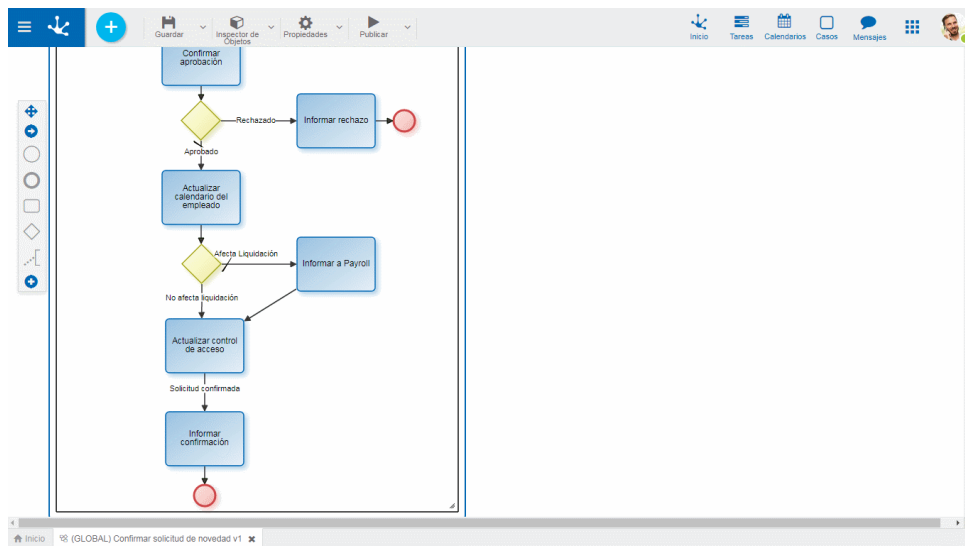 Guardar
Inspector de
Objetos
Propiedades
Publicar
Inicio
Tareas
Calendarios
Casos
Mensajes
Confirmar
aprobación
Rechazado
Informar rechazo
Aprobado
Actualizar
calendario del
empleado
Afecta Liquidación
Informar a Payroll
No afecta liquidación
Actualizar control
de acceso
Solicitud confirmada
Informar
confirmación
Inicio
(GLOBAL) Confirmar solicitud de novedad v1